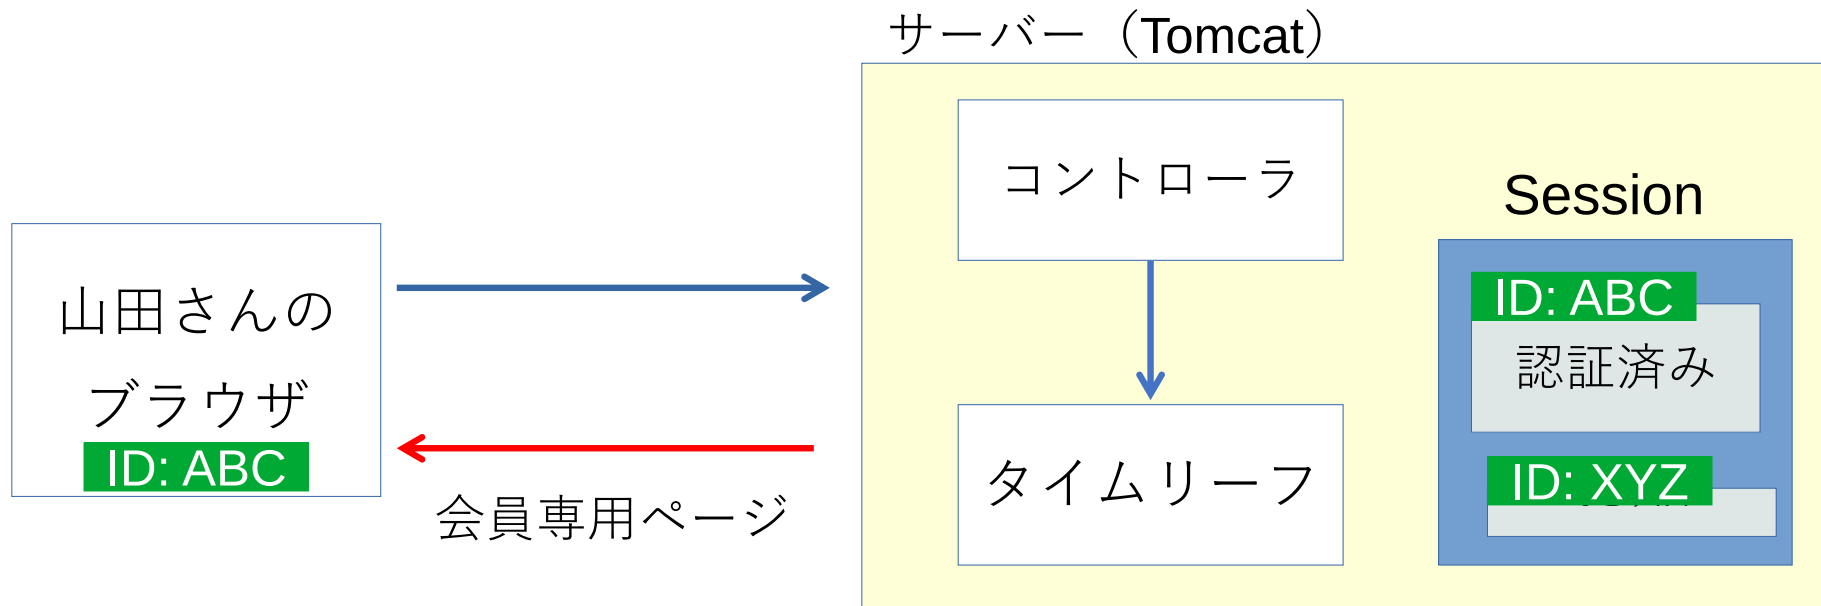 サーバー（Tomcat）
コントローラ
Session
山田さんの
ブラウザ
ID: ABC
会員専用ページ
タイムリーフ
ID: ABC
認証済み
ID: XYZ